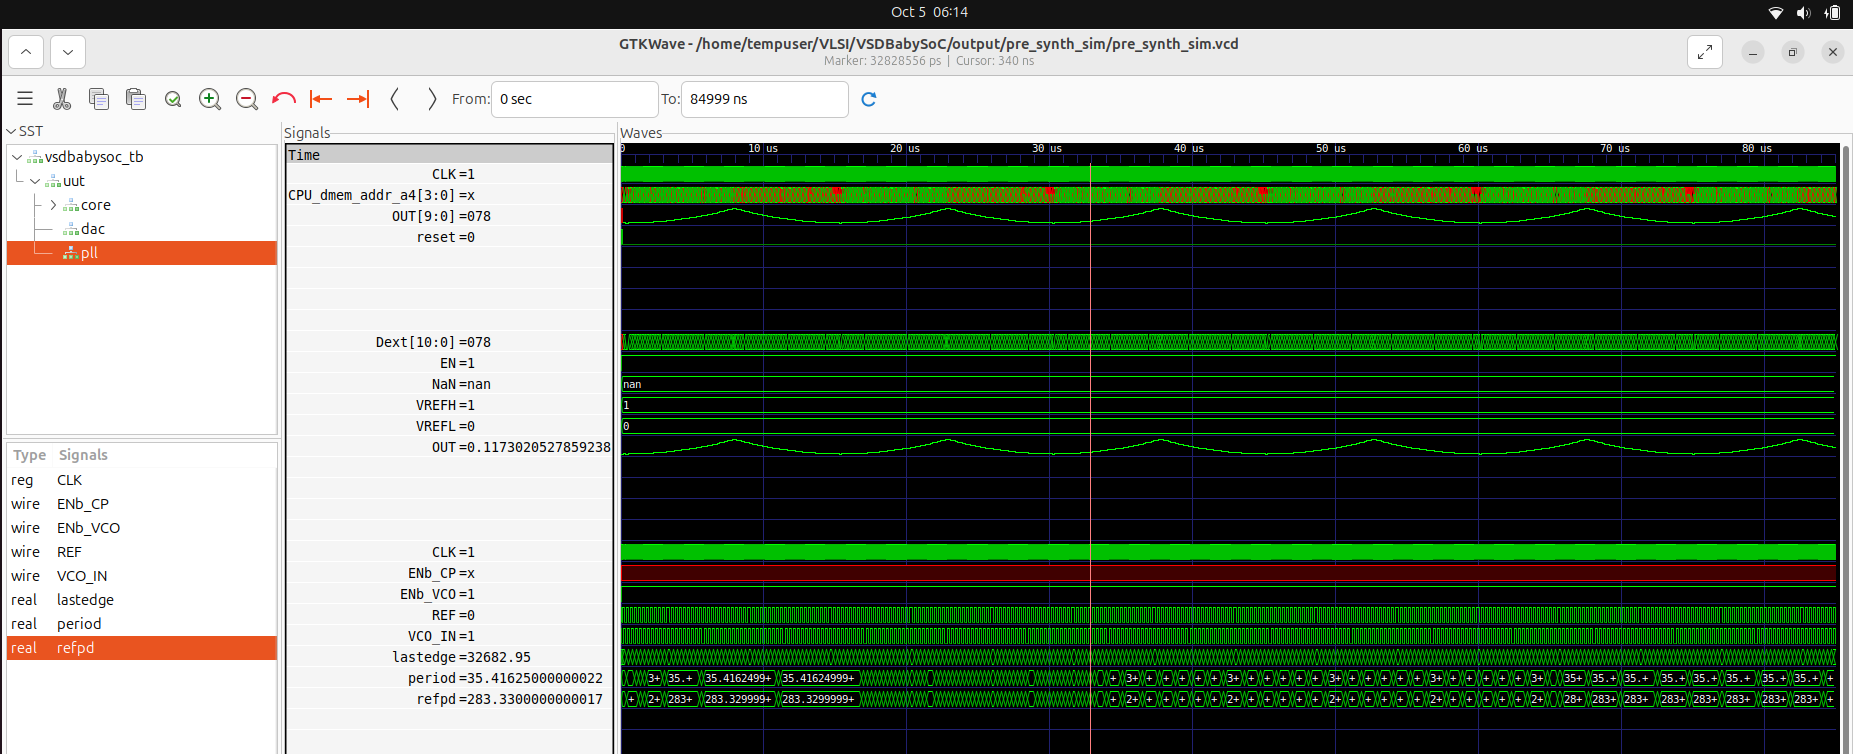 Oct 5 06:14
GTKWave - /home/tempuser/VLSI/VSDBabySoC/output/pre_synth_sim/pre_synth_sim.vcd
Marker: 32828556 ps | Cursor: 340 ns
From: 0 sec To: 84999 ns
SST
vsdbabysoc_tb
uut
core
dac
pll
Type Signals
reg CLK
wire ENb_CP
wire ENb_VCO
wire REF
wire VCO_IN
real lastedge
real period
real refpd
Signals
Time
CLK=1
CPU_dmem_addr_a4[3:0]=x
OUT[9:0]=078
reset=0
Dext[10:0]=078
EN=1
NaN=nan
VREFH=1
VREFL=0
OUT=0.1173020527859238
CLK=1
ENb_CP=x
ENb_VCO=1
REF=0
VCO_IN=1
lastedge=32682.95
period=35.41625000000022
refpd=283.3300000000017
Waves
0 10 us 20 us 30 us 40 us 50 us 60 us 70 us 80 us
nan
1
0
3+ 35.+ 35.4162499+ 35.41624999+ + 3+ + + + + + 3+ + + + + + 3+ + + + + + 3+ + 35+ 35.+ 35.+ 35.+ 35.+ 35.+ 35.+ +
+ 2+ 283+ 283.329999+ 283.3299999+ + 2+ + + + + + 2+ + + + + + 2+ + + + + + 2+ + + + + + 2+ + 28+ 283+ 283+ 283+ 283+ 283+ 283+ +